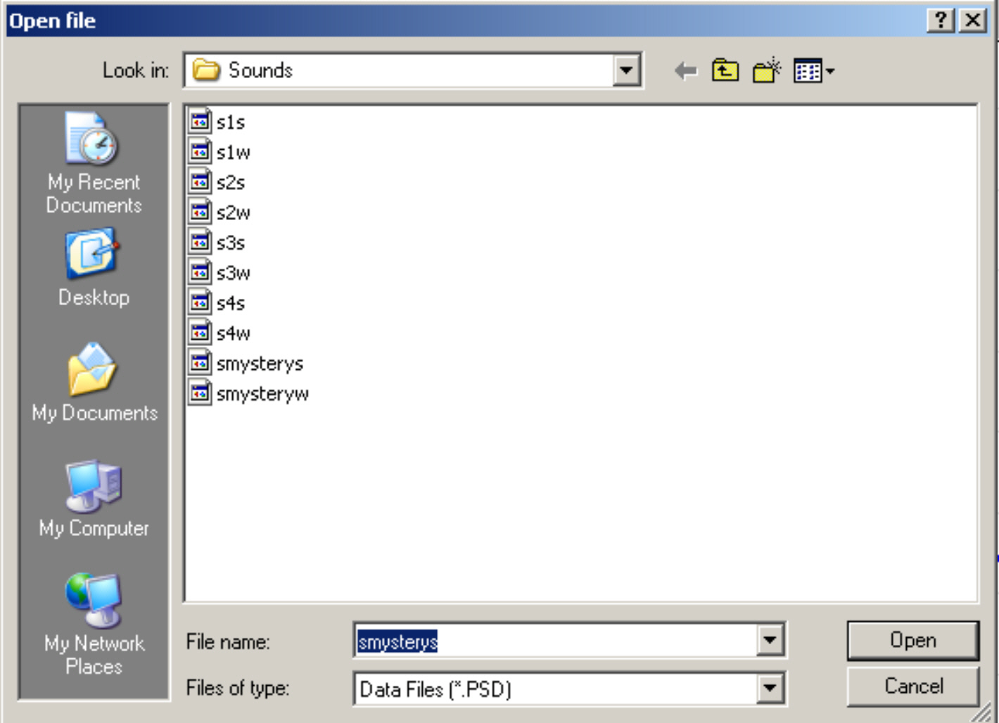 Open file
Look in: Sounds
My Recent
Documents
Desktop
My Documents
My Computer
My Network
Places
s1s
s1w
s2s
s2w
s3s
s3w
s4s
s4w
smysterys
smysteryw
File name: smysterys Open
Files of type: Data Files (*.PSD) Cancel